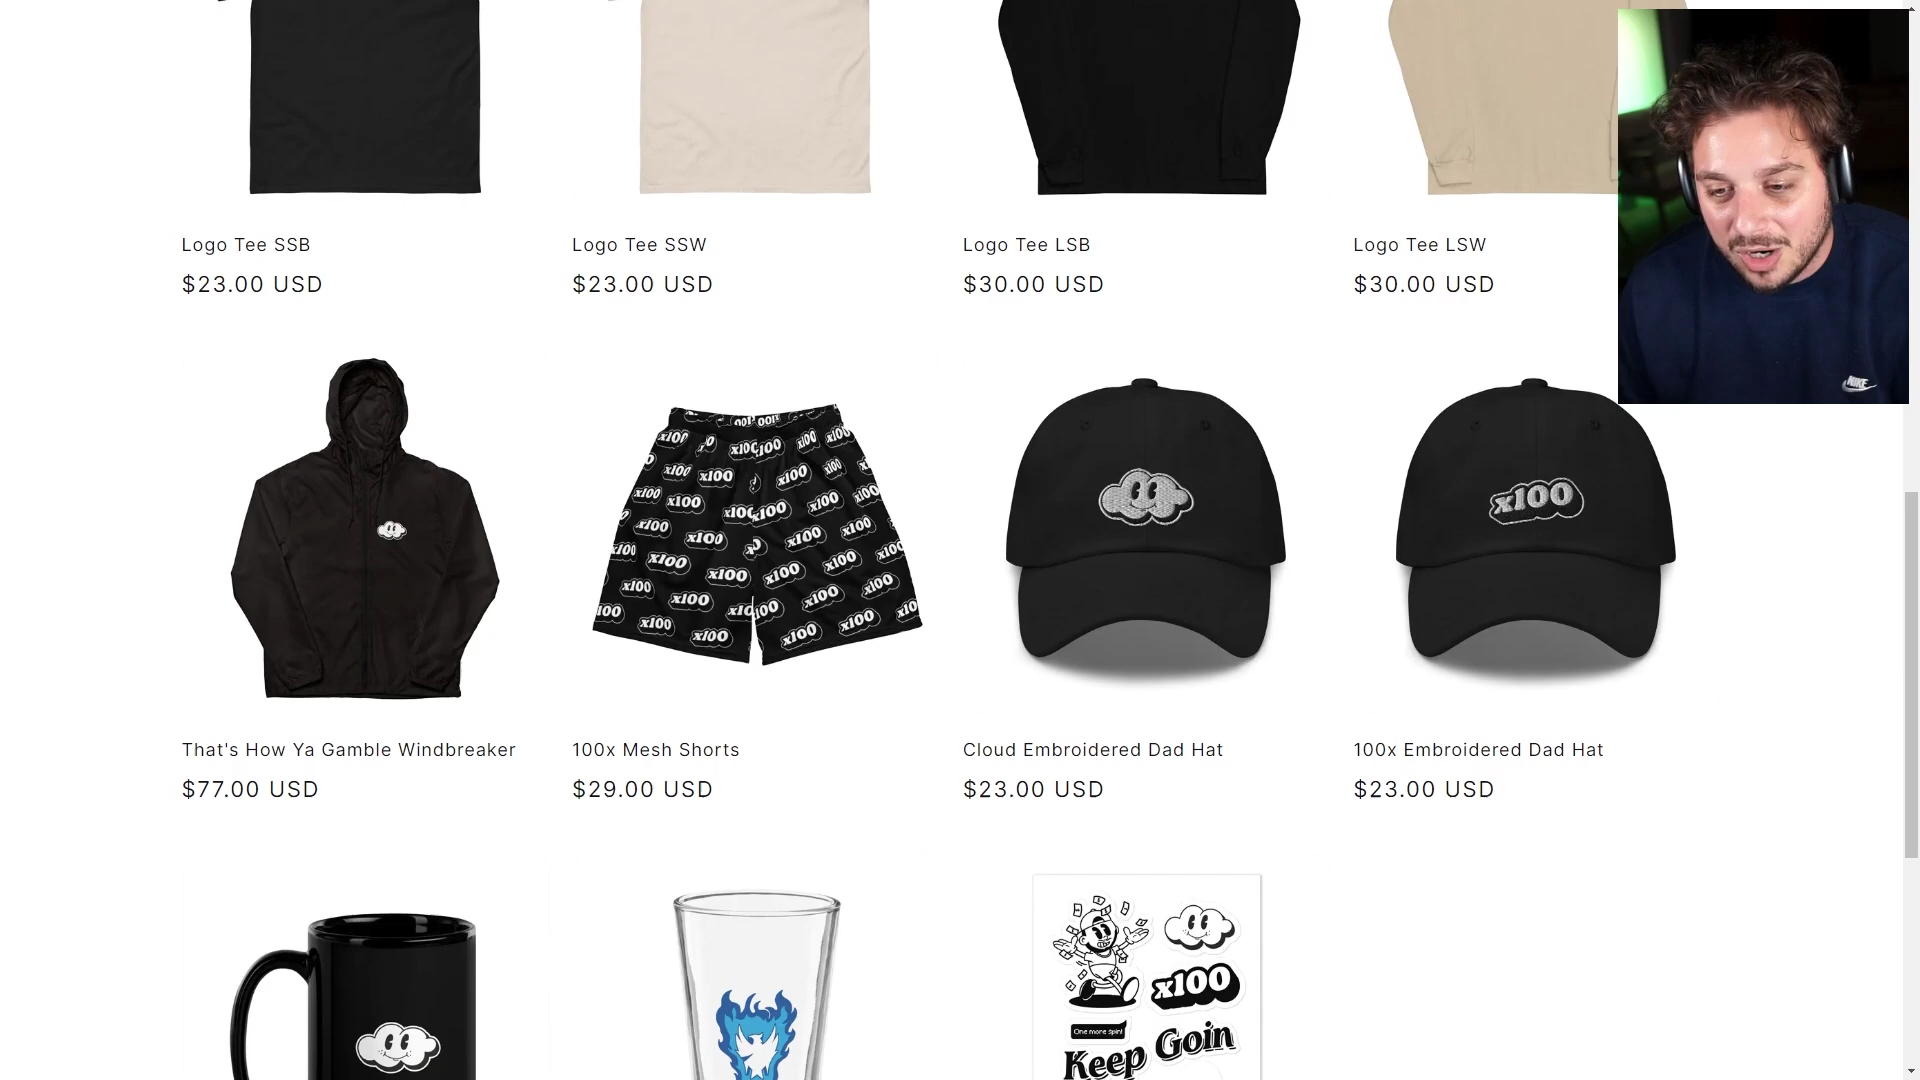 Logo Tee SSB
$23.00 USD
Logo Tee SSW
$23.00 USD
Logo Tee LSB
$30.00 USD
Logo Tee LSW
$30.00 USD
NIKE
x100
x100
That's How Ya Gamble Windbreaker
$77.00 USD
100x Mesh Shorts
$29.00 USD
Cloud Embroidered Dad Hat
$23.00 USD
100x Embroidered Dad Hat
$23.00 USD
x100
One more spin!
Keep Goin